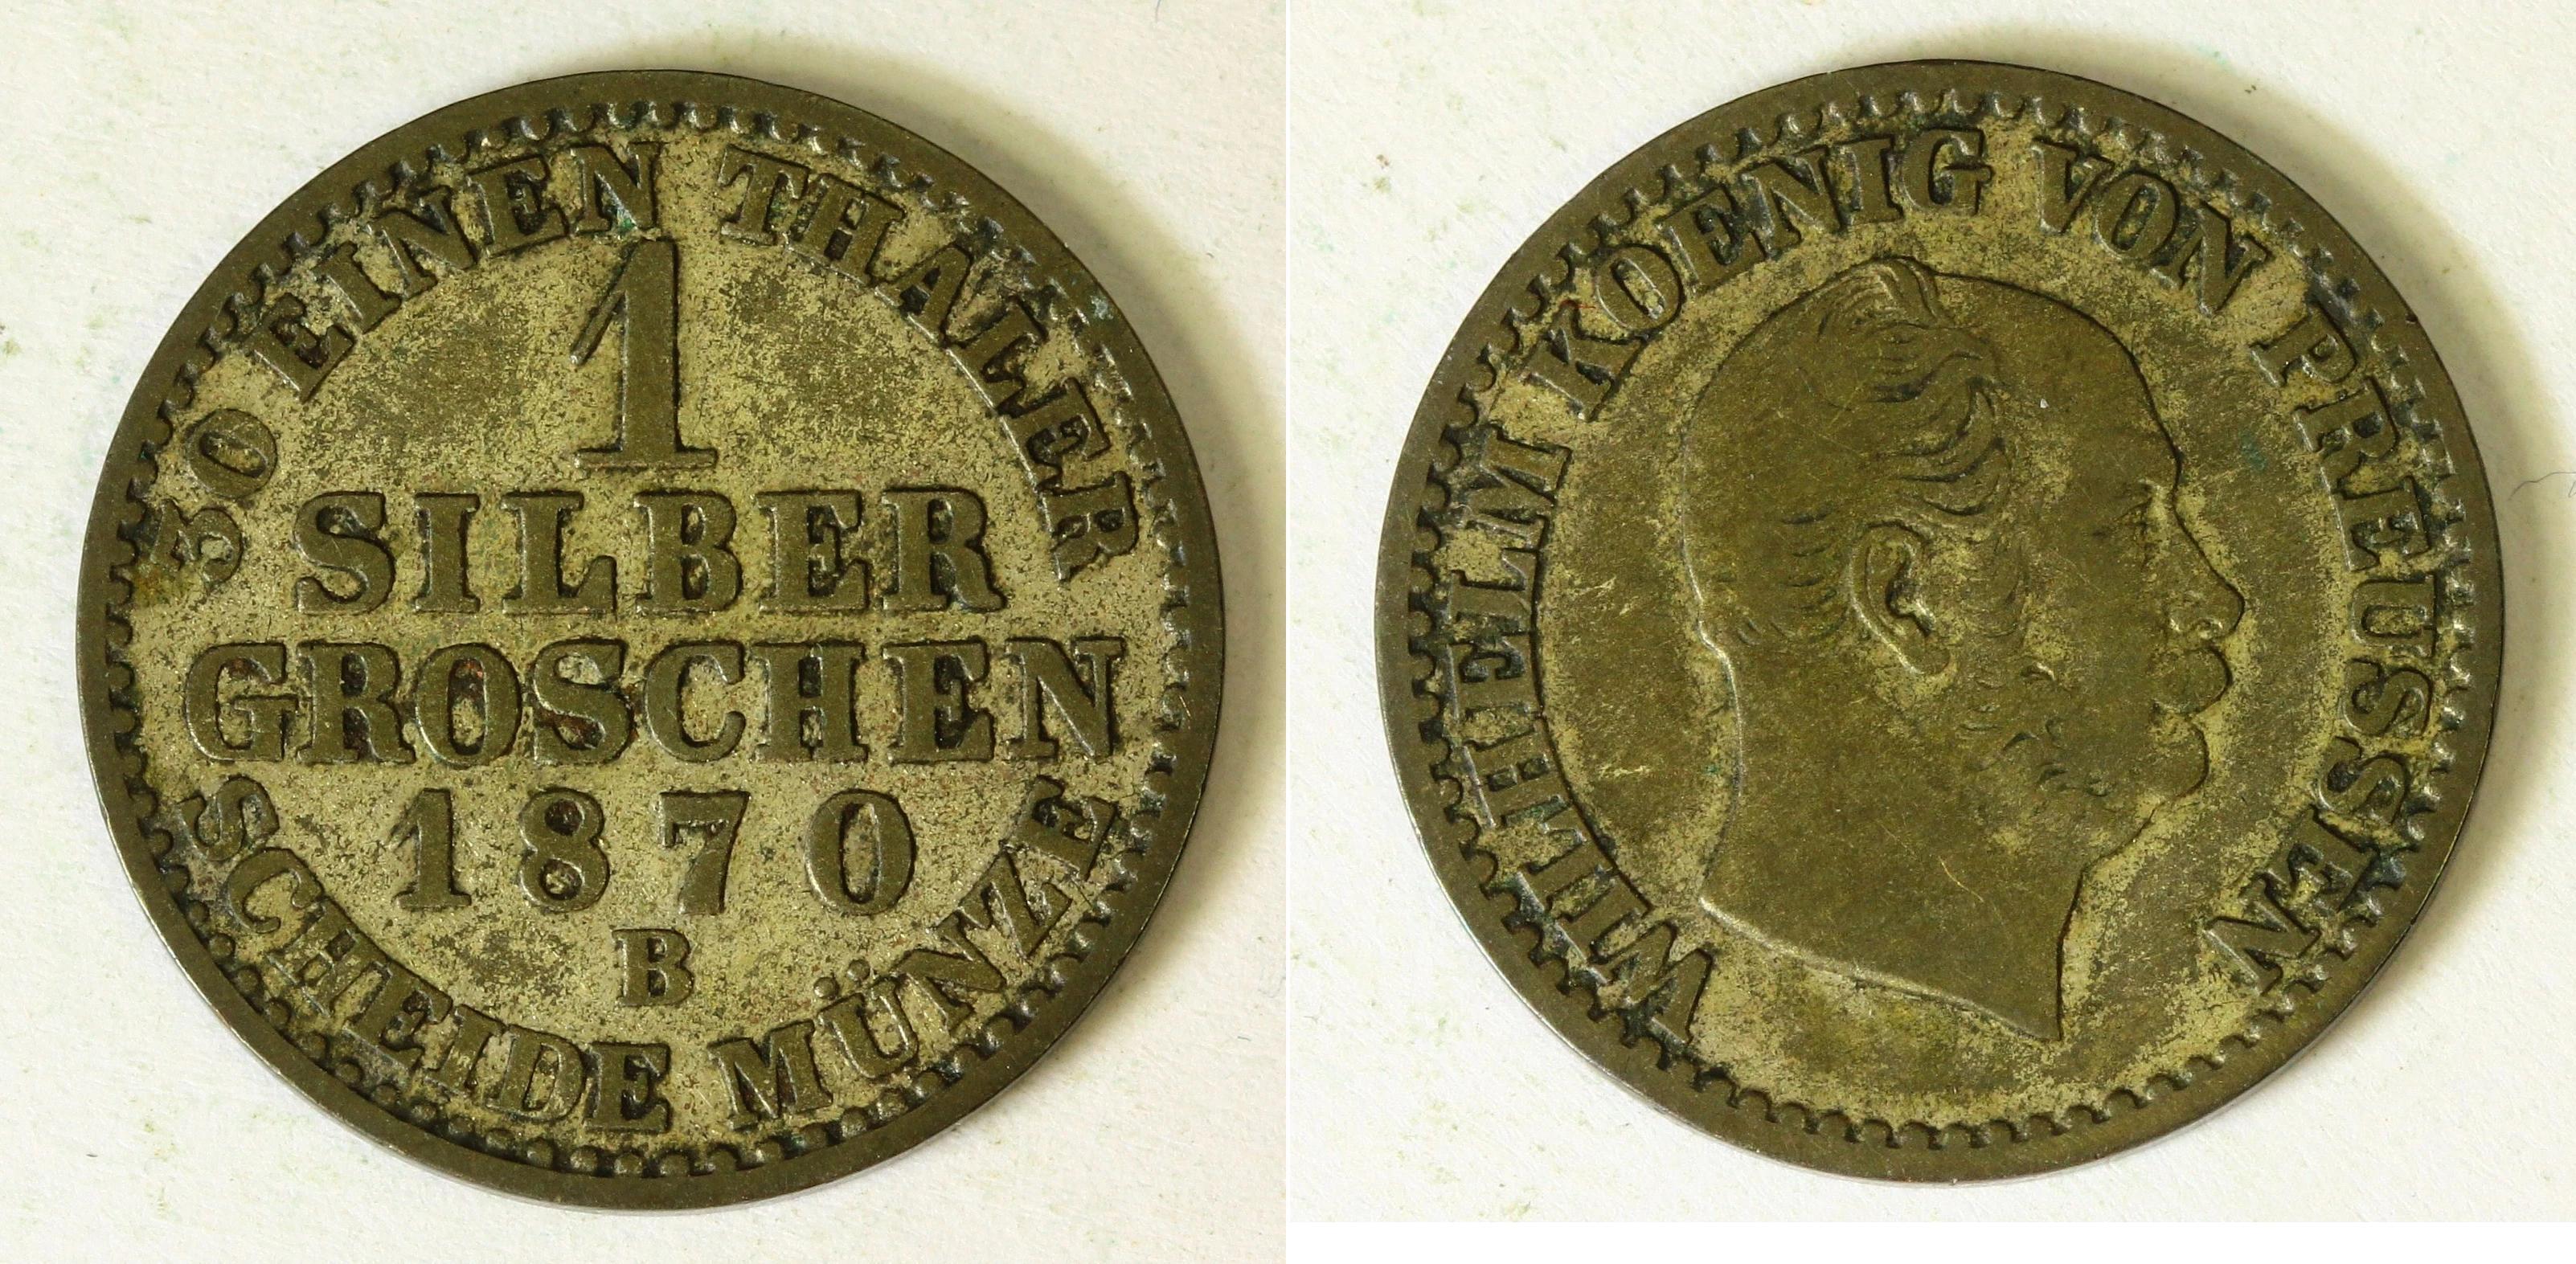 30 EINEN THALER
1
SILBER
GROSCHEN
1870
B
SCHEIDE MÜNZE
WILHELM KOENIG VON PREUSSEN